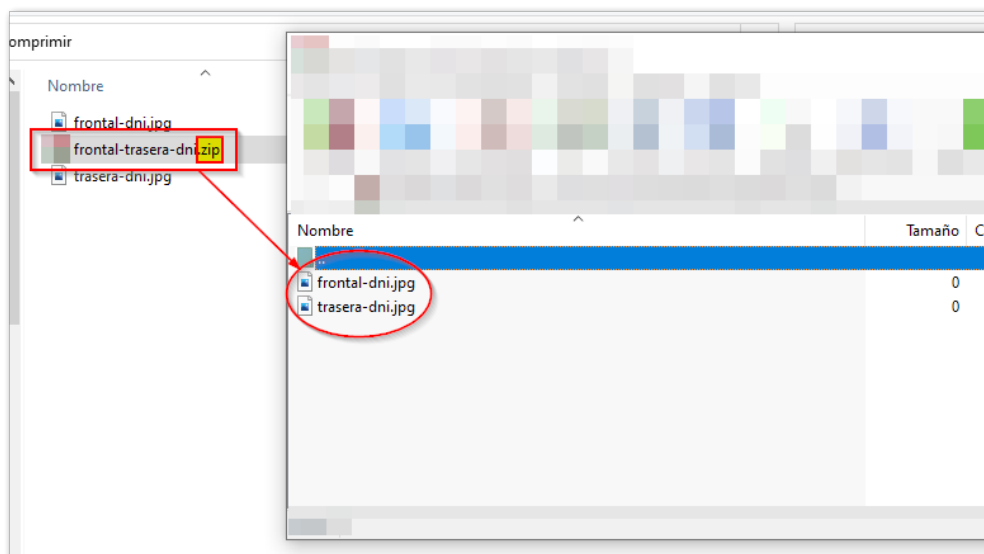 omprimir
Nombre
frontal-dni.jpg
frontal-trasera-dni.zip
trasera-dni.jpg
Nombre Tamaño C
..
frontal-dni.jpg 0
trasera-dni.jpg 0